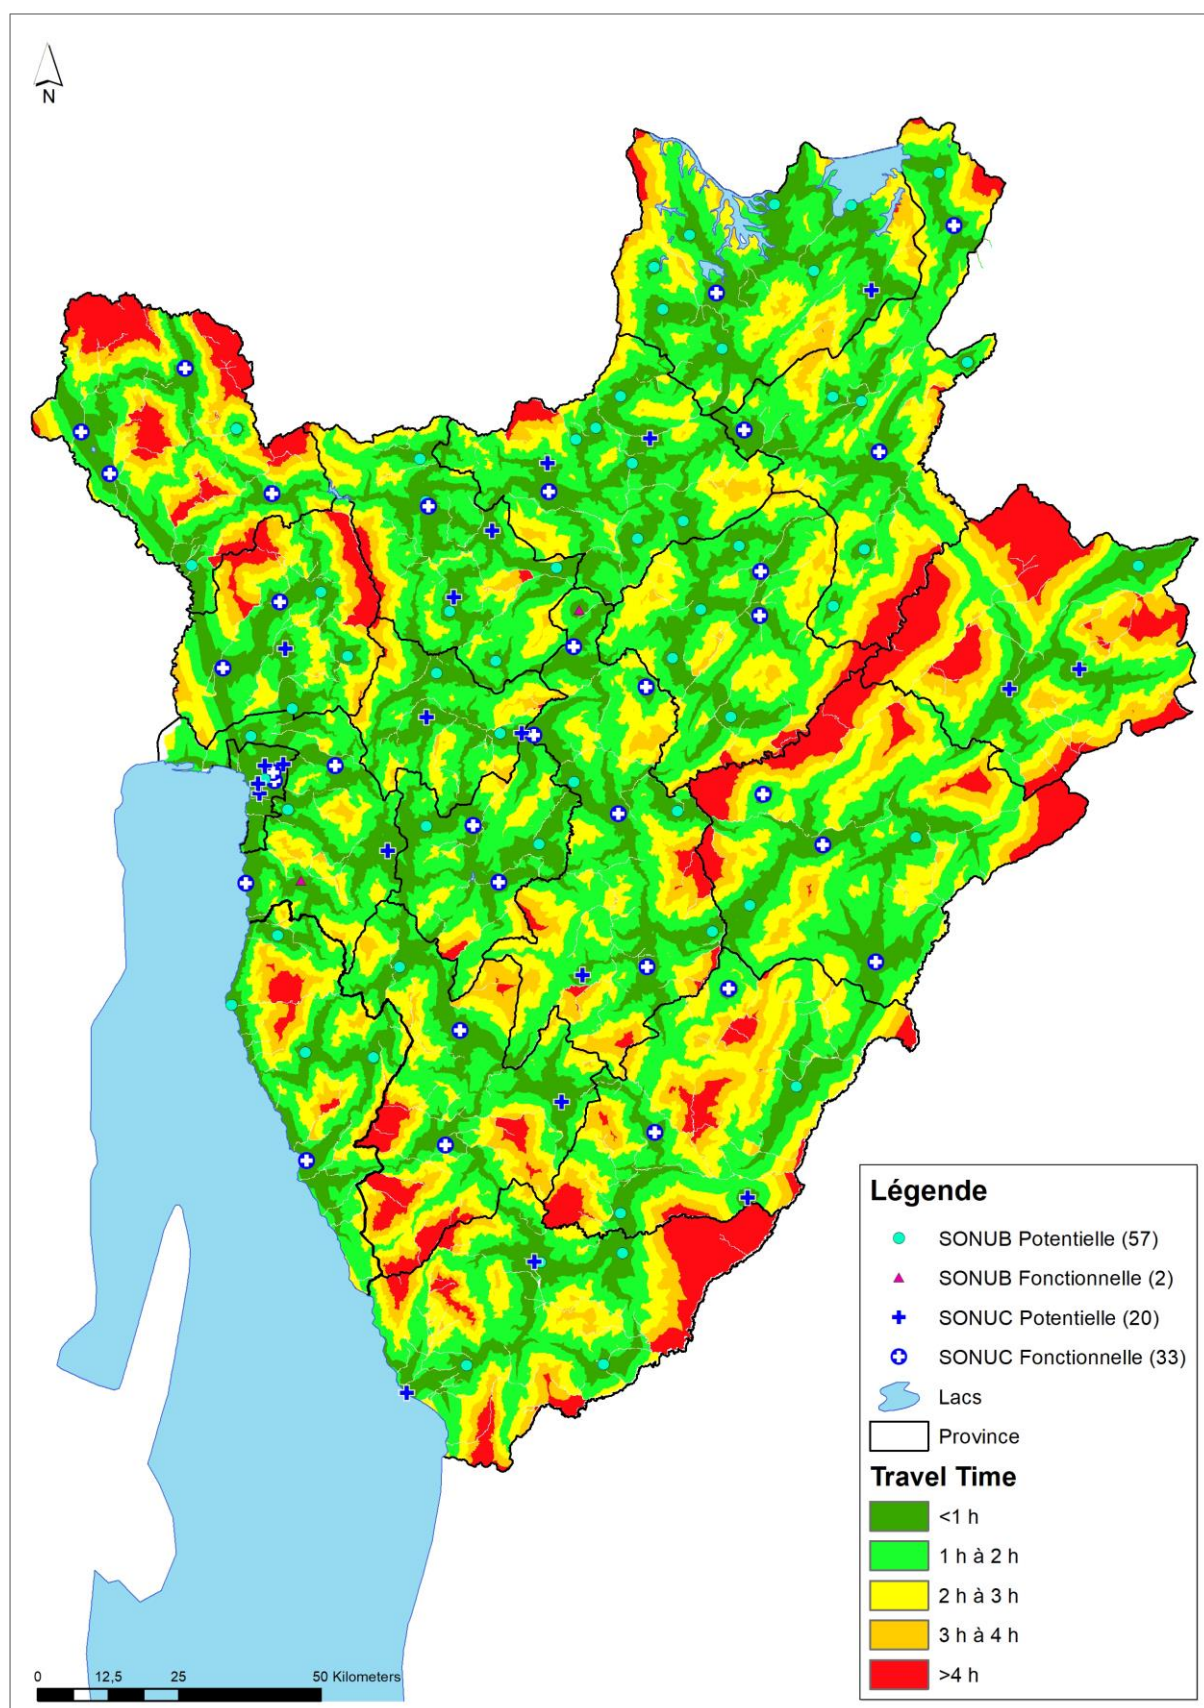 N
Légende
SONUB Potentielle (57)
SONUB Fonctionnelle (2)
SONUC Potentielle (20)
SONUC Fonctionnelle (33)
Lacs
Province
Travel Time
<1 h
1 h à 2 h
2 h à 3 h
3 h à 4 h
>4 h
0 12,5 25 50 Kilometers